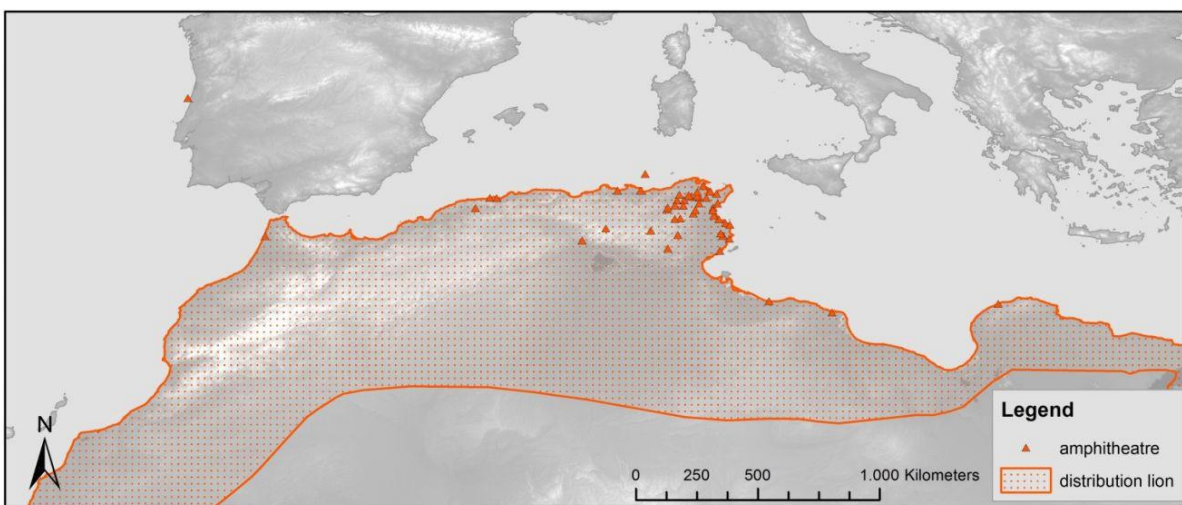 N
0 250 500 1.000 Kilometers
Legend
amphitheatre
distribution lion